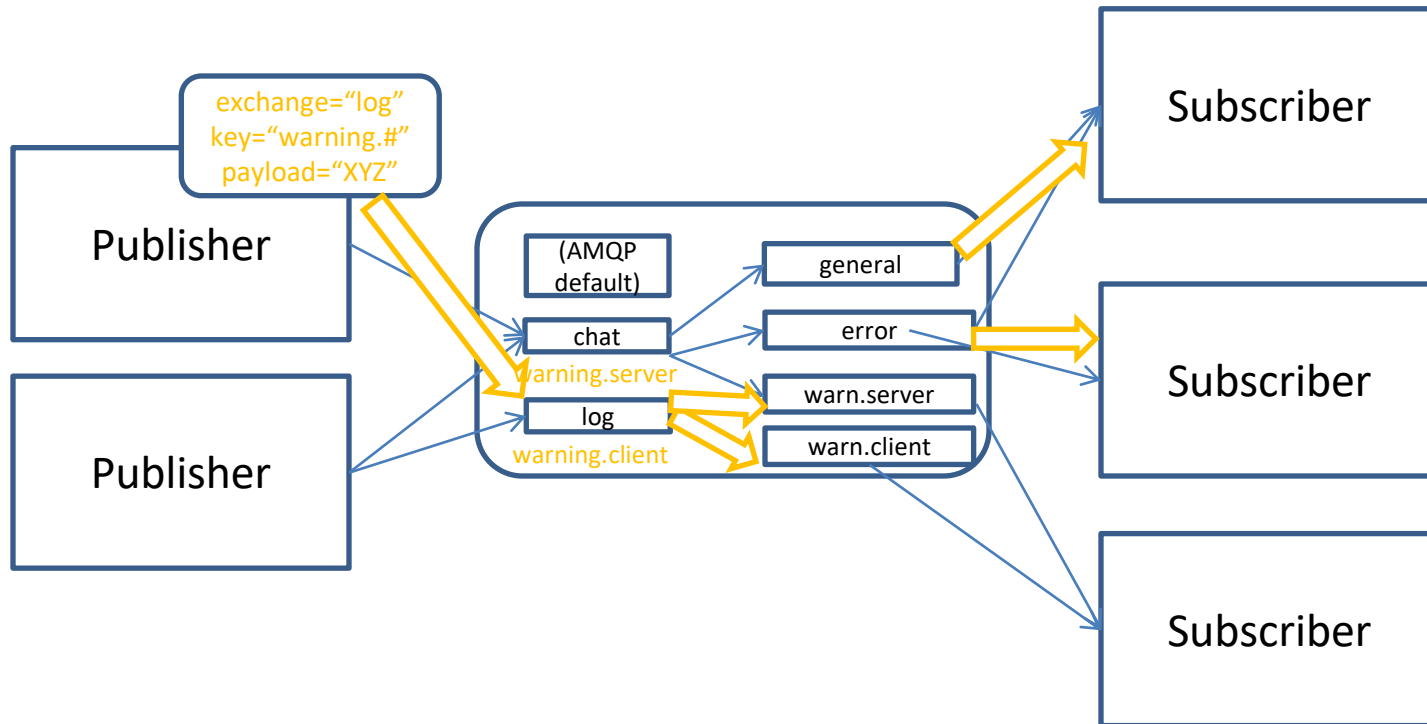 exchange=“log”
key=“warning.#”
payload=“XYZ”
Publisher
Publisher
(AMQP
default)
chat
warning.server
log
warning.client
general
error
warn.server
warn.client
Subscriber
Subscriber
Subscriber